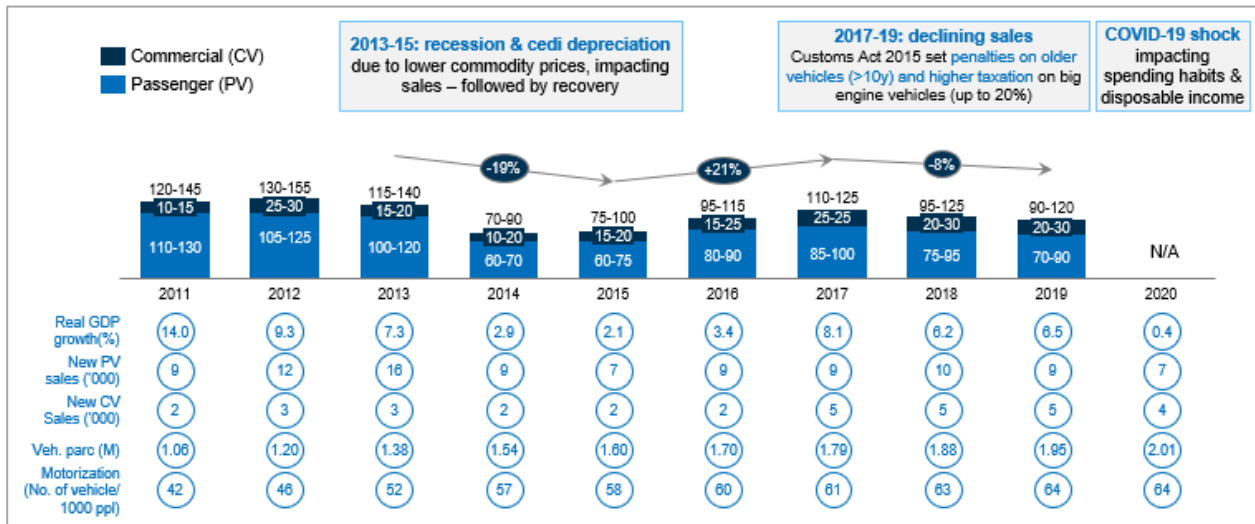 Commercial (CV)
Passenger (PV)
2013-15: recession & cedi depreciation
due to lower commodity prices, impacting
sales – followed by recovery
2017-19: declining sales
Customs Act 2015 set penalties on older
vehicles (>10y) and higher taxation on big
engine vehicles (up to 20%)
COVID-19 shock
impacting
spending habits &
disposable income
-19% +21% -8%
120-145 130-155 115-140 70-90 75-100 95-115 110-125 95-125 90-120
10-15 25-30 15-20 10-20 15-20 15-25 25-25 20-30 20-30
110-130 105-125 100-120 60-70 60-75 80-90 85-100 75-95 70-90 N/A
2011 2012 2013 2014 2015 2016 2017 2018 2019 2020
Real GDP
growth(%) 14.0 9.3 7.3 2.9 2.1 3.4 8.1 6.2 6.5 0.4
New PV
sales ('000) 9 12 16 9 7 9 9 10 9 7
New CV
Sales ('000) 2 3 3 2 2 2 5 5 5 4
Veh. parc (M) 1.06 1.20 1.38 1.54 1.60 1.70 1.79 1.88 1.95 2.01
Motorization
(No. of vehicle/ 42 46 52 57 58 60 61 63 64 64
1000 ppl)